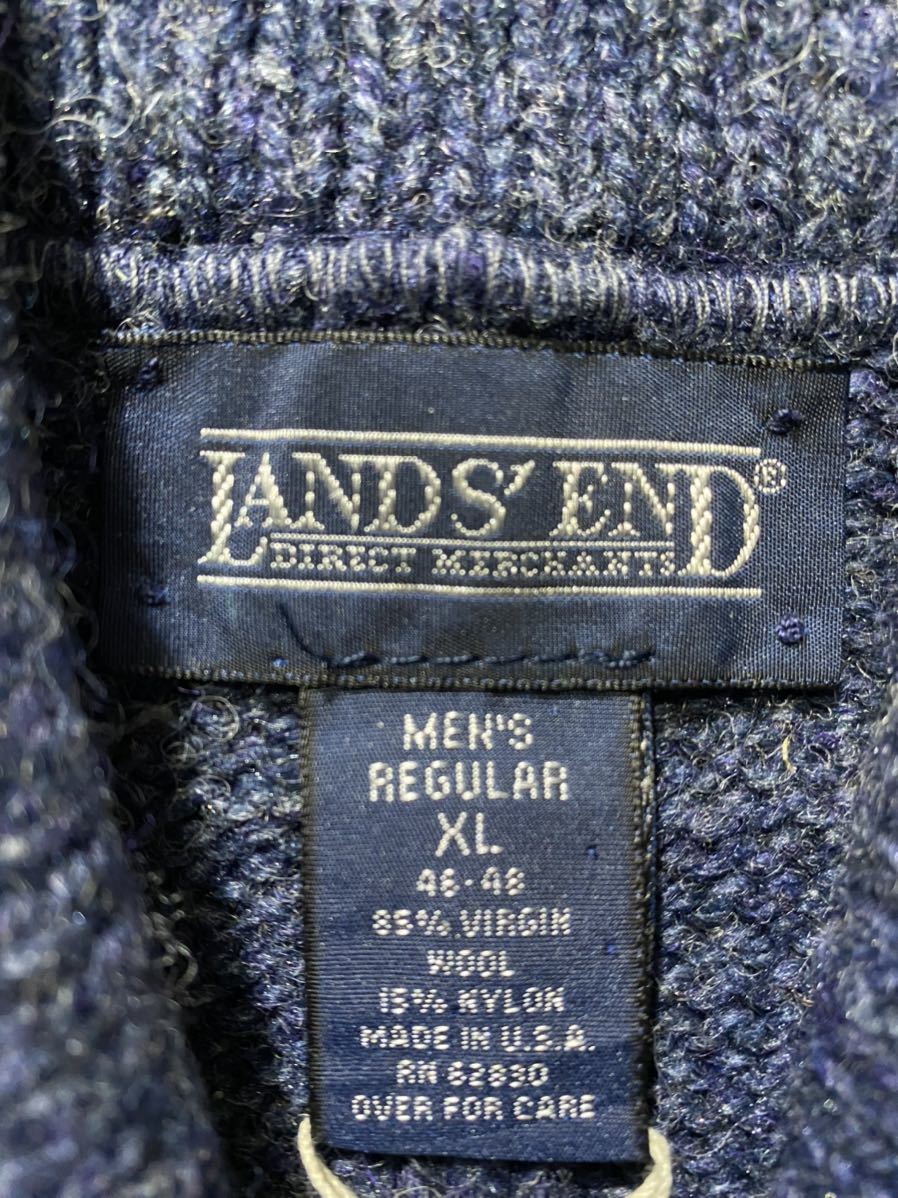 LANDS' END®
DIRECT MERCHANTS
MEN'S
REGULAR
XL
46-48
85% VIRGIN
WOOL
15% NYLON
MADE IN U.S.A.
RN 62830
OVER FOR CARE